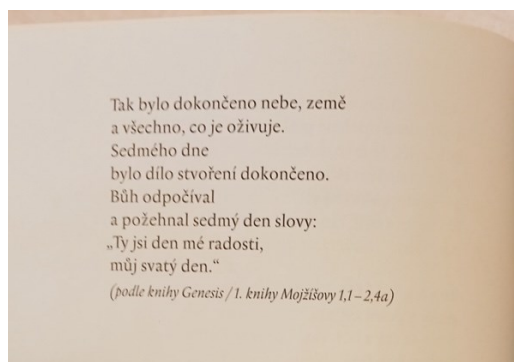 Tak bylo dokončeno nebe, země
a všechno, co je oživuje.
Sedmého dne
bylo dílo stvoření dokončeno.
Bůh odpočíval
a požehnal sedmý den slovy:
„Ty jsi den mé radosti,
můj svatý den.“
(podle knihy Genesis / 1. knihy Mojžíšovy 1,1 – 2,4a)